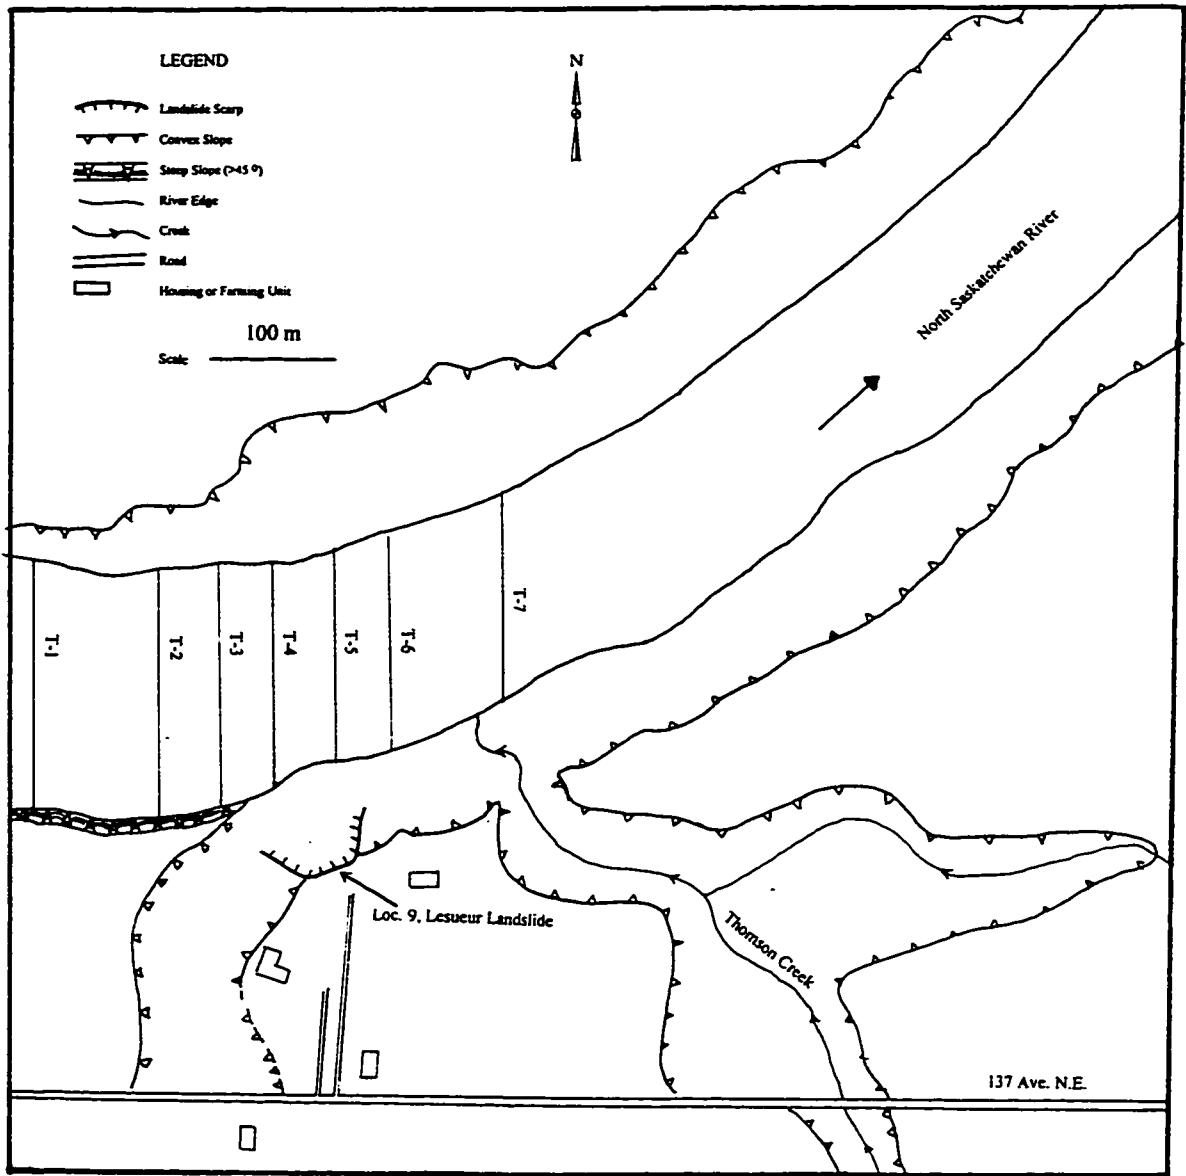 LEGEND
N
Landslide Scarp
Convex Slope
Steep Slope (>45 º)
River Edge
Creek
Road
Housing or Farming Unit
100 m
Scale
North Saskatchewan River
T-1
T-2
T-3
T-4
T-5
T-6
T-7
Loc. 9, Lesueur Landslide
Thomson Creek
137 Ave. N.E.